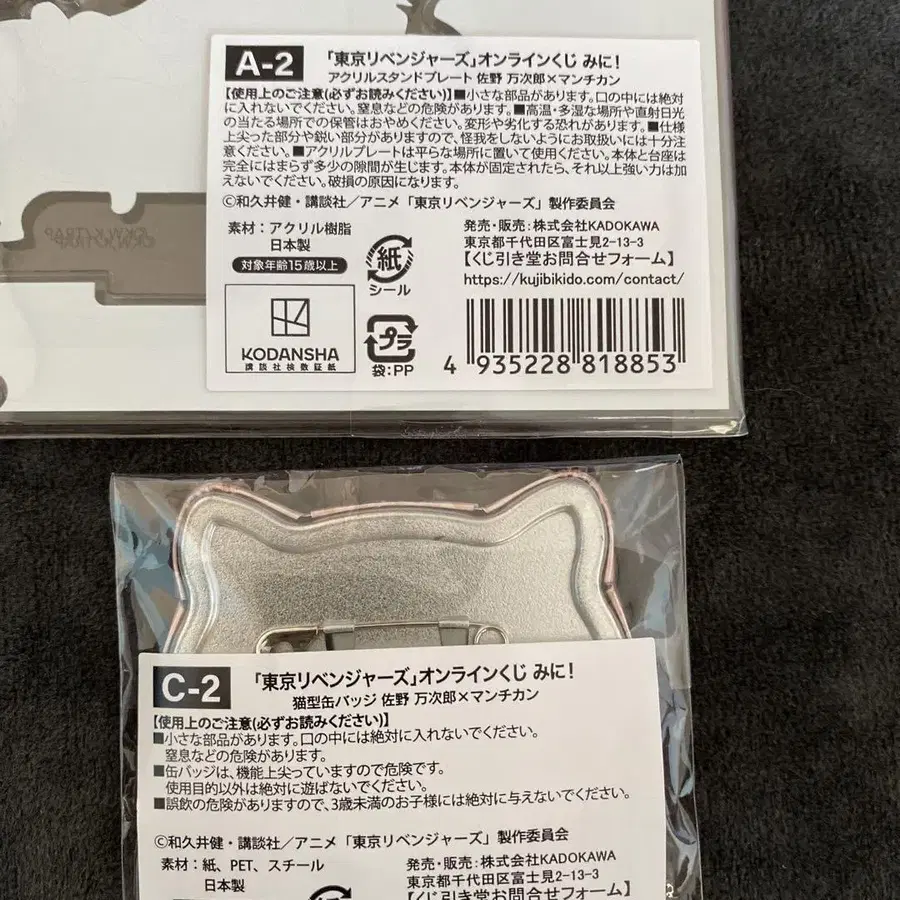 A-2
「東京リベンジャーズ」オンラインくじ みに!
アクリルスタンドプレート 佐野 万次郎×マンチカン
【使用上のご注意(必ずお読みください)】■小さな部品があります。口の中には絶対
に入れないでください。窒息などの危険があります。■高温・多湿な場所や直射日光
の当たる場所での保管はおやめください。変形や劣化する恐れがあります。■仕様
上尖った部分や鋭い部分がありますので、怪我をしないようにお取扱いには十分注
意ください。■アクリルプレートは平らな場所に置いて使用ください。本体と台座は
完全にはまらず多少の隙間が生じます。本体が固定されたら、それ以上強い力は加
えないでください。破損の原因になります。
©和久井健・講談社/アニメ「東京リベンジャーズ」製作委員会
素材:アクリル樹脂
日本製
対象年齢15歳以上
紙
シール
発売・販売:株式会社KADOKAWA
東京都千代田区富士見2-13-3
【くじ引き堂お問合せフォーム】
https://kujibikido.com/contact/
KODANSHA
講談社検数証紙
プラ
袋:PP
4 935228 818853
C-2
「東京リベンジャーズ」オンラインくじ みに!
猫型缶バッジ 佐野 万次郎×マンチカン
【使用上のご注意(必ずお読みください)】
■小さな部品があります。口の中には絶対に入れないでください。
窒息などの危険があります。
■缶バッジは、機能上尖っていますので危険です。
使用目的以外は絶対に遊ばないでください。
■誤飲の危険がありますので、3歳未満のお子様には絶対に与えないでください。
©和久井健・講談社/アニメ「東京リベンジャーズ」製作委員会
素材:紙、PET、スチール
日本製
発売・販売:株式会社KADOKAWA
東京都千代田区富士見2-13-3
【くじ引き堂お問合せフォーム】